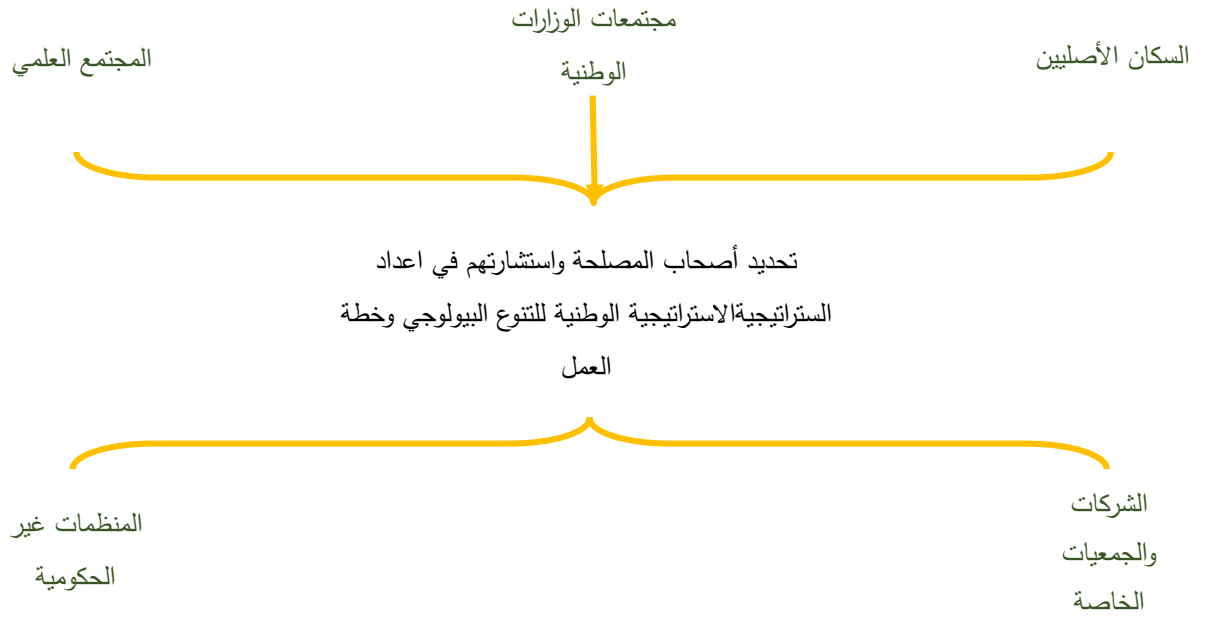 السكان الأصليين
مجتمعات الوزارات
الوطنية
المجتمع العلمي
تحديد أصحاب المصلحة واستشارتهم في اعداد
الستراتيجيةالاستراتيجية الوطنية للتنوع البيولوجي وخطة
العمل
الشركات
والجمعيات
الخاصة
المنظمات غير
الحكومية